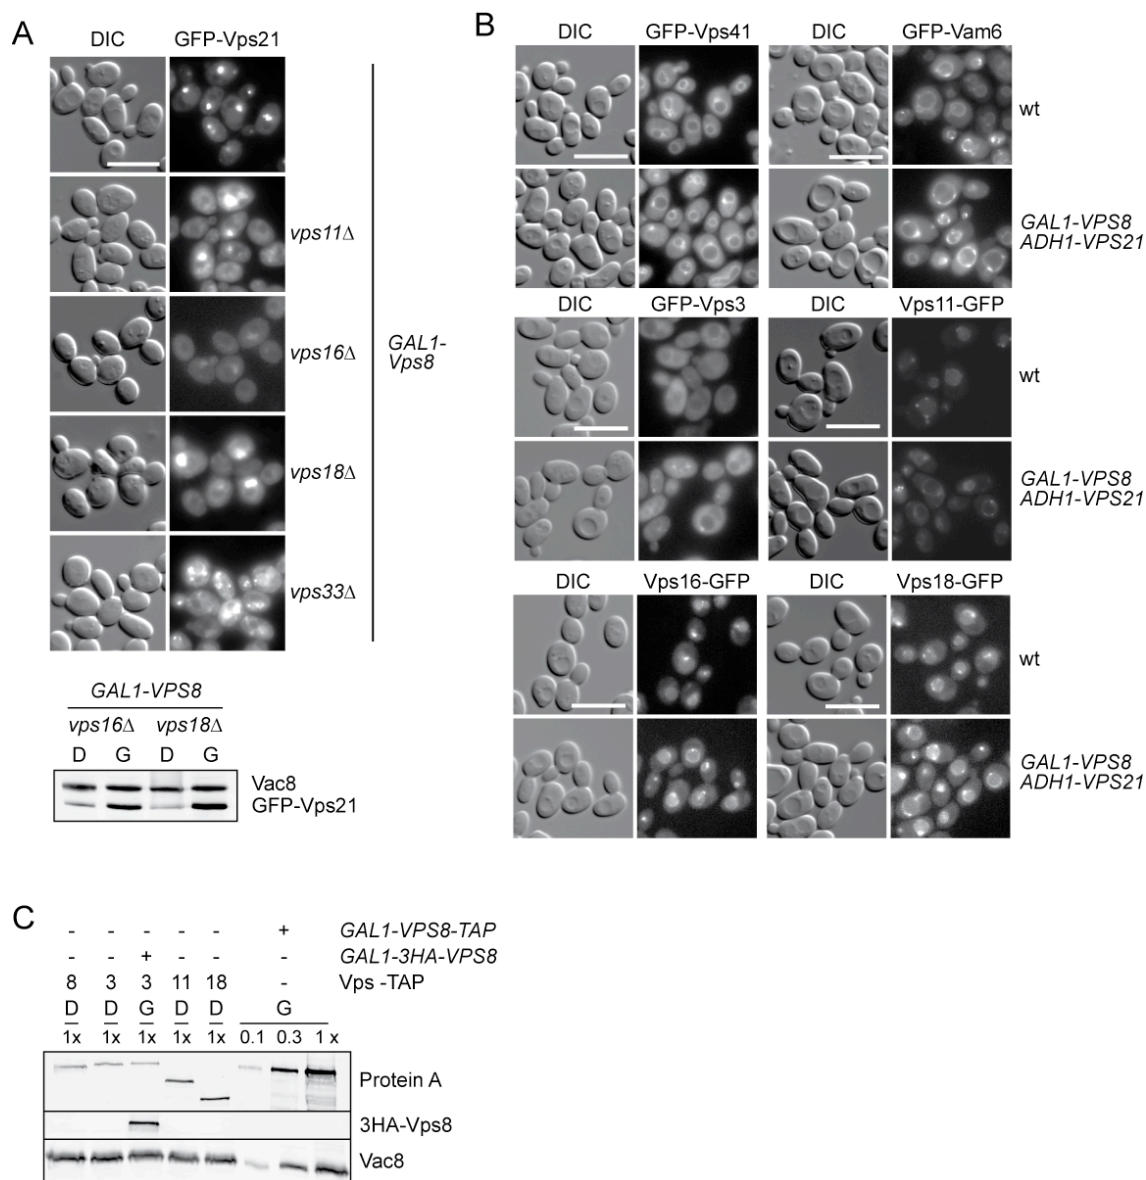 A
DIC GFP-Vps21
vps11Δ
vps16Δ
GAL1-
Vps8
vps18Δ
vps33Δ
GAL1-VPS8
vps16Δ vps18Δ
D G D G
Vac8
GFP-Vps21
B
DIC GFP-Vps41 DIC GFP-Vam6
wt
GAL1-VPS8
ADH1-VPS21
DIC GFP-Vps3 DIC Vps11-GFP
wt
GAL1-VPS8
ADH1-VPS21
DIC Vps16-GFP DIC Vps18-GFP
wt
GAL1-VPS8
ADH1-VPS21
C
- - - - - + GAL1-VPS8-TAP
- - + - - - GAL1-3HA-VPS8
8 3 3 11 18 - Vps -TAP
D D G D D G
1x 1x 1x 1x 1x 0.1 0.3 1 x
Protein A
3HA-Vps8
Vac8